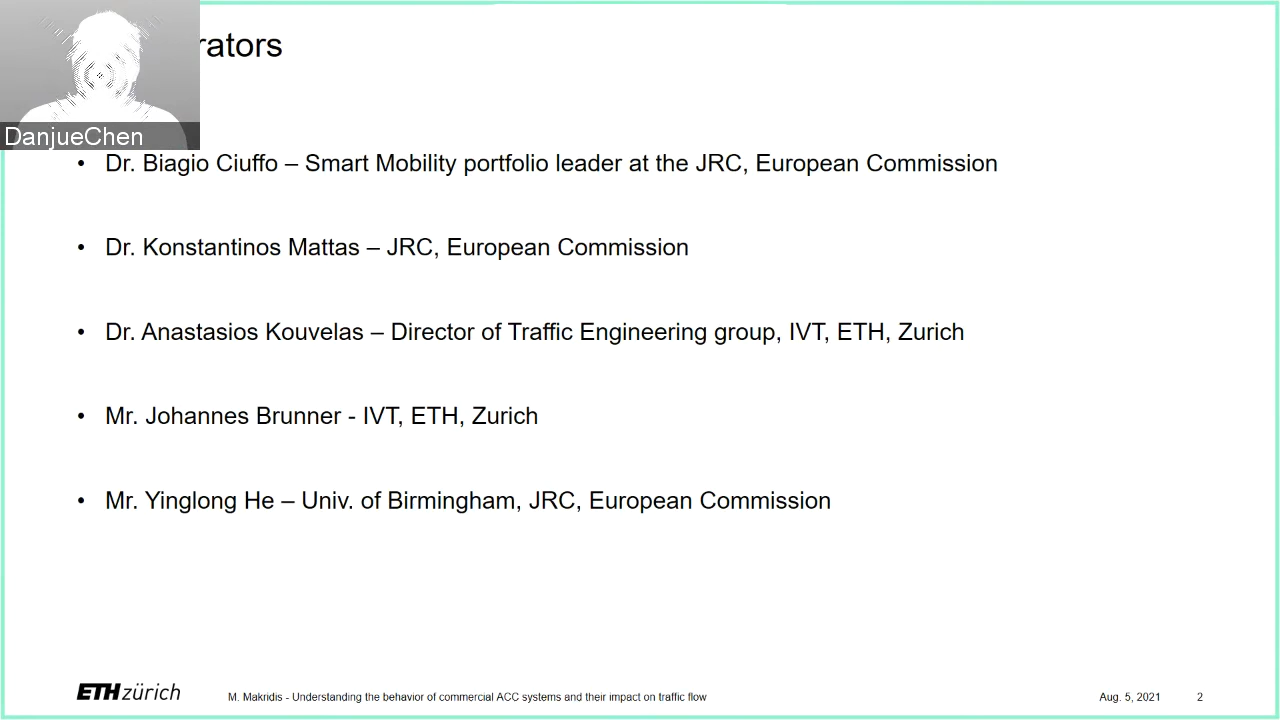 rators
DanjueChen
• Dr. Biagio Ciuffo – Smart Mobility portfolio leader at the JRC, European Commission
• Dr. Konstantinos Mattas – JRC, European Commission
• Dr. Anastasios Kouvelas – Director of Traffic Engineering group, IVT, ETH, Zurich
• Mr. Johannes Brunner - IVT, ETH, Zurich
• Mr. Yinglong He – Univ. of Birmingham, JRC, European Commission
ETH zürich M. Makridis - Understanding the behavior of commercial ACC systems and their impact on traffic flow Aug. 5, 2021 2